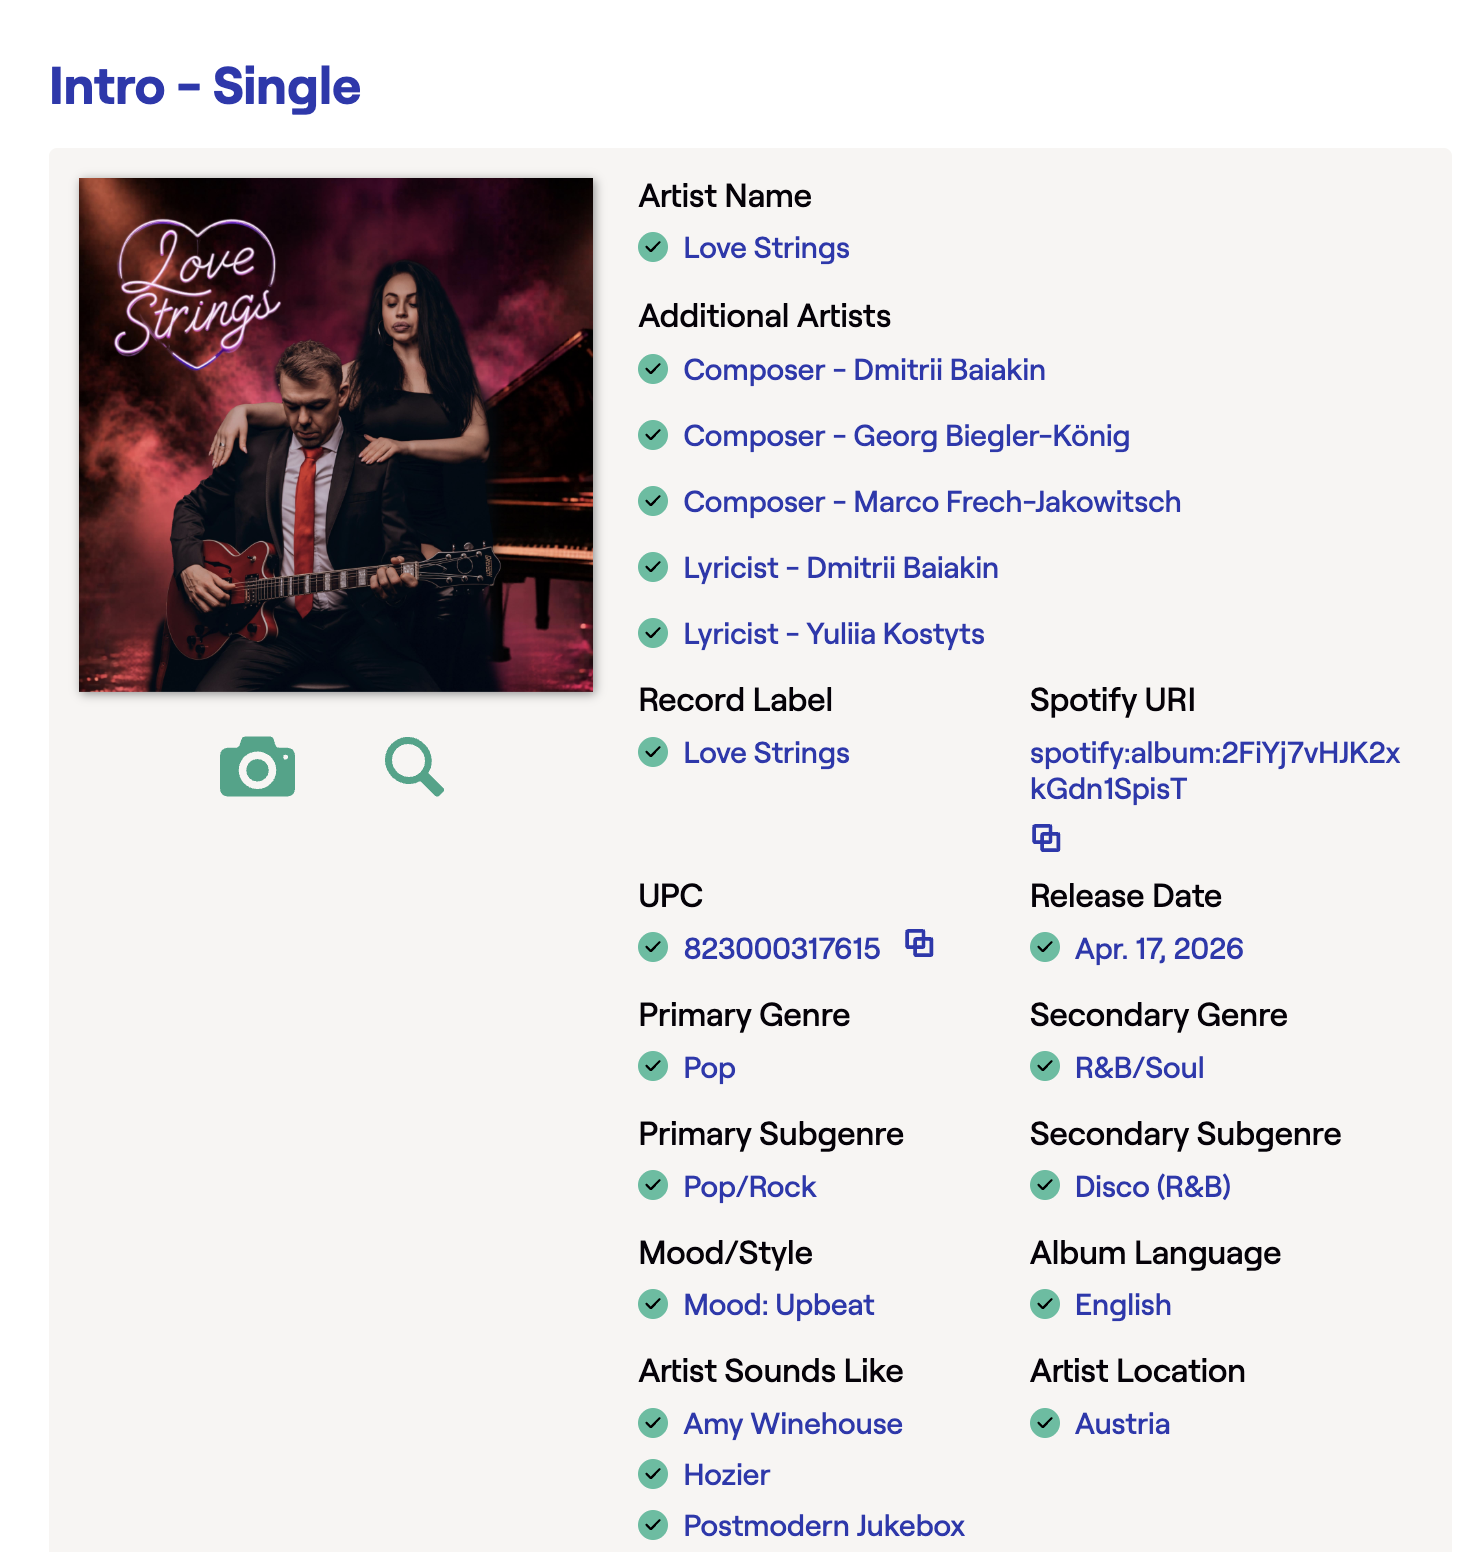 Intro - Single
Love
Strings
Artist Name
Love Strings
Additional Artists
Composer - Dmitrii Baiakin
Composer - Georg Biegler-König
Composer - Marco Frech-Jakowitsch
Lyricist - Dmitrii Baiakin
Lyricist - Yuliia Kostyts
Record Label
Love Strings
Spotify URI
spotify:album:2FiYj7vHJK2x
kGdn1SpisT
UPC
823000317615
Release Date
Apr. 17, 2026
Primary Genre
Pop
Secondary Genre
R&B/Soul
Primary Subgenre
Pop/Rock
Secondary Subgenre
Disco (R&B)
Mood/Style
Mood: Upbeat
Album Language
English
Artist Sounds Like
Amy Winehouse
Hozier
Postmodern Jukebox
Artist Location
Austria